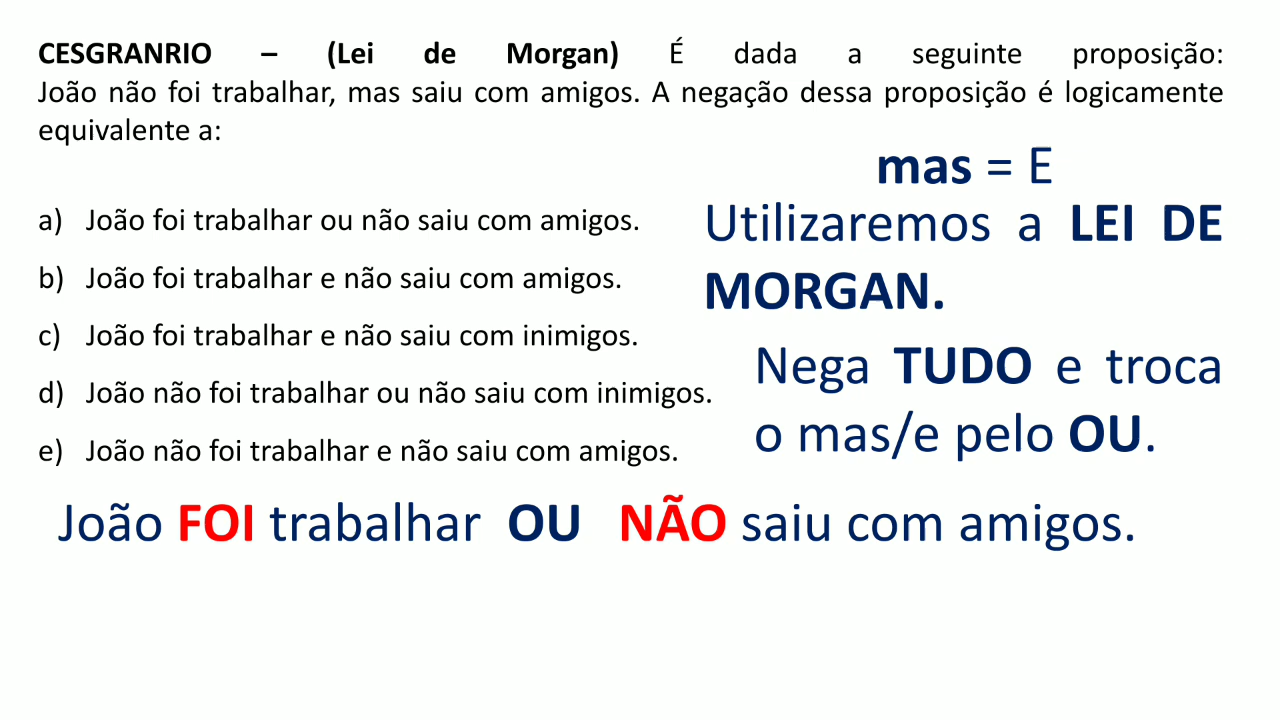 CESGRANRIO – (Lei de Morgan) É dada a seguinte proposição:
João não foi trabalhar, mas saiu com amigos. A negação dessa proposição é logicamente
equivalente a:
mas = E
a) João foi trabalhar ou não saiu com amigos.
b) João foi trabalhar e não saiu com amigos.
c) João foi trabalhar e não saiu com inimigos.
d) João não foi trabalhar ou não saiu com inimigos.
e) João não foi trabalhar e não saiu com amigos.
Utilizaremos a LEI DE
MORGAN.
Nega TUDO e troca
o mas/e pelo OU.
João FOI trabalhar OU NÃO saiu com amigos.